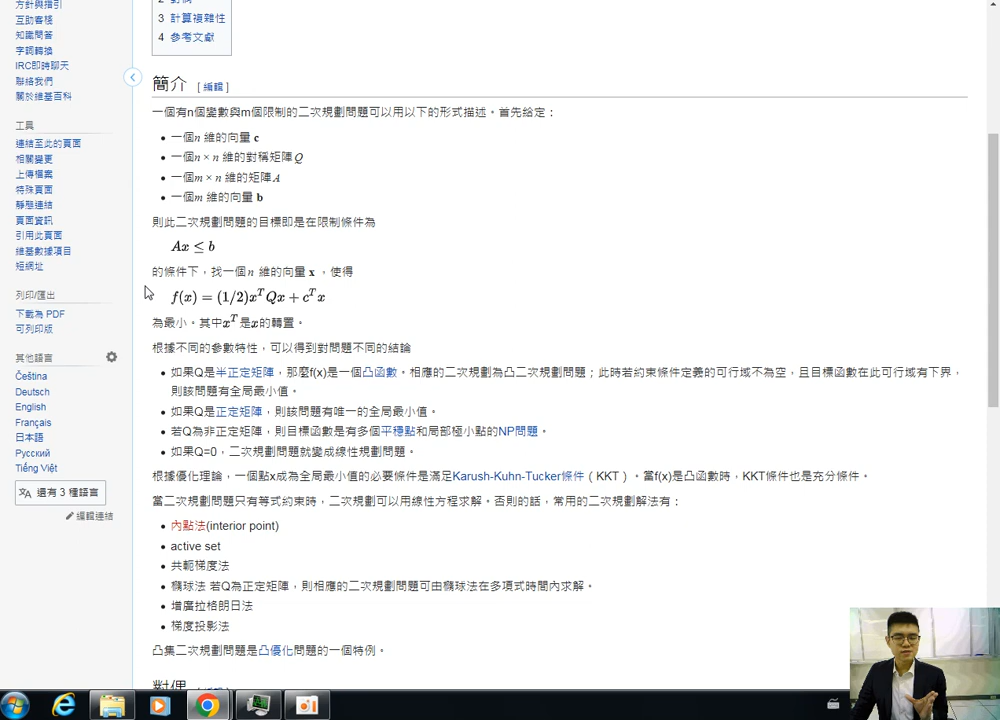 方針與指引
互助客棧
知識問答
字詞轉換
IRC即時聊天
聯絡我們
關於維基百科
工具
連結至此的頁面
相關變更
上傳檔案
特殊頁面
靜態連結
頁面資訊
引用此頁面
維基數據項目
短網址
列印/匯出
下載為 PDF
可列印版
其他語言
Čeština
Deutsch
English
Français
日本語
Русский
Tiếng Việt
還有 3 種語言
編輯連結
2 對偶
3 計算複雜性
4 參考文獻
簡介 [編輯]
一個有n個變數與m個限制的二次規劃問題可以用以下的形式描述。首先給定：
• 一個n 維的向量 c
• 一個n × n 維的對稱矩陣Q
• 一個m × n 維的矩陣A
• 一個m 維的向量 b
則此二次規劃問題的目標即是在限制條件為
Ax ≤ b
的條件下，找一個n 維的向量 x ，使得
f(x) = (1/2)x^T Qx + c^T x
為最小。其中x^T是x的轉置。
根據不同的參數特性，可以得到對問題不同的結論
• 如果Q是半正定矩陣，那麼f(x)是一個凸函數。相應的二次規劃為凸二次規劃問題；此時若約束條件定義的可行域不為空，且目標函數在此可行域有下界，
則該問題有全局最小值。
• 如果Q是正定矩陣，則該問題有唯一的全局最小值。
• 若Q為非正定矩陣，則目標函數是有多個平穩點和局部極小點的NP問題。
• 如果Q=0，二次規劃問題就變成線性規劃問題。
根據優化理論，一個點x成為全局最小值的必要條件是滿足Karush-Kuhn-Tucker條件（KKT）。當f(x)是凸函數時，KKT條件也是充分條件。
當二次規劃問題只有等式約束時，二次規劃可以用線性方程求解。否則的話，常用的二次規劃解法有：
• 內點法(interior point)
• active set
• 共軛梯度法
• 橢球法 若Q為正定矩陣，則相應的二次規劃問題可由橢球法在多項式時間內求解。
• 增廣拉格朗日法
• 梯度投影法
凸集二次規劃問題是凸優化問題的一個特例。
對偶 [編輯]